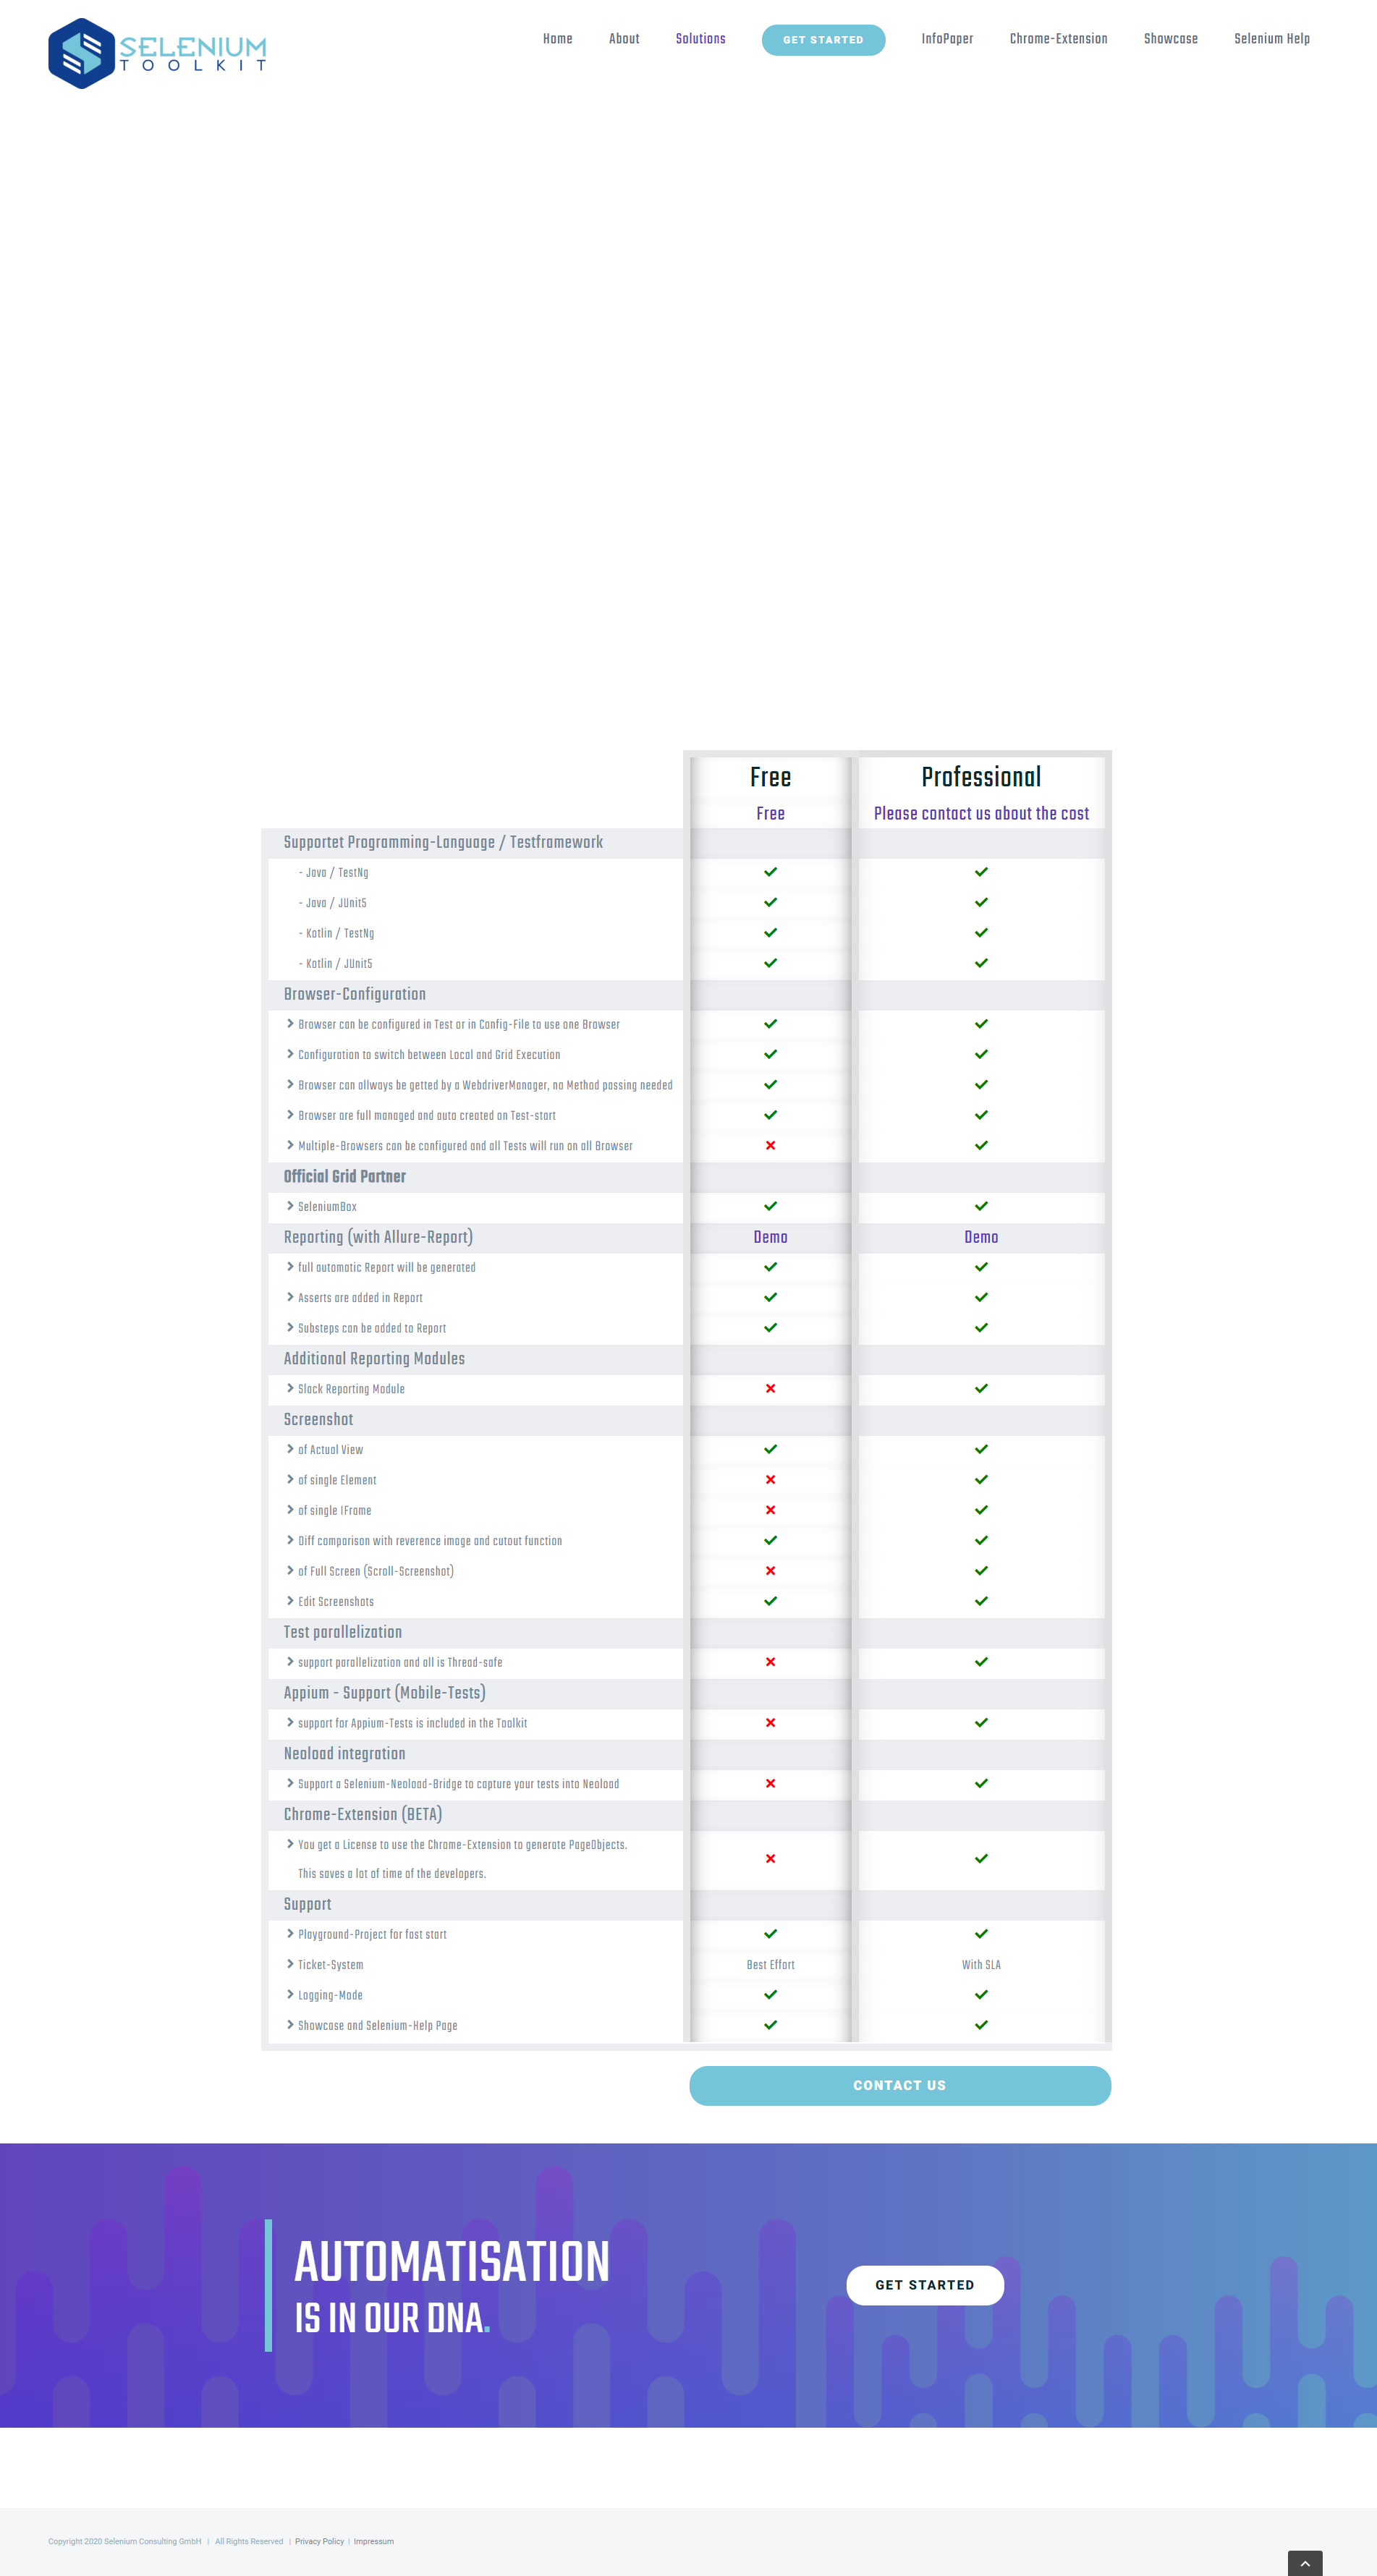 SELENIUM
TOOLKIT
Home
About
Solutions
GET STARTED
InfoPaper
Chrome-Extension
Showcase
Selenium Help
Free
Professional
Free
Please contact us about the cost
Supportet Programming-Language / Testframework
- Java / TestNg
- Java / JUnit5
- Kotlin / TestNg
- Kotlin / JUnit5
Browser-Configuration
Browser can be configured in Test or in Config-File to use one Browser
Configuration to switch between Local and Grid Execution
Browser can allways be getted by a WebdriverManager, no Method passing needed
Browser are full managed and auto created on Test-start
Multiple-Browsers can be configured and all Tests will run on all Browser
Official Grid Partner
SeleniumBox
Reporting (with Allure-Report)
Demo
Demo
full automatic Report will be generated
Asserts are added in Report
Substeps can be added to Report
Additional Reporting Modules
Slack Reporting Module
Screenshot
of Actual View
of single Element
of single IFrame
Diff comparison with reverence image and cutout function
of Full Screen (Scroll-Screenshot)
Edit Screenshots
Test parallelization
support parallelization and all is Thread-safe
Appium - Support (Mobile-Tests)
support for Appium-Tests is included in the Toolkit
Neoload integration
Support a Selenium-Neoload-Bridge to capture your tests into Neoload
Chrome-Extension (BETA)
You get a License to use the Chrome-Extension to generate PageObjects.
This saves a lot of time of the developers.
Support
Playground-Project for fast start
Ticket-System
Best Effort
With SLA
Logging-Mode
Showcase and Selenium-Help Page
CONTACT US
AUTOMATISATION
IS IN OUR DNA.
GET STARTED
Copyright 2020 Selenium Consulting GmbH | All Rights Reserved | Privacy Policy | Impressum